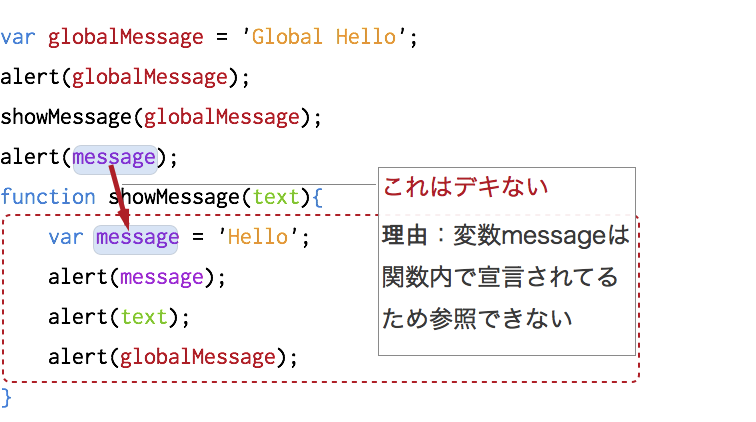 var globalMessage = 'Global Hello';
alert(globalMessage);
showMessage(globalMessage);
alert(message);
function showMessage(text){
var message = 'Hello';
alert(message);
alert(text);
alert(globalMessage);
}
これはデキない
理由：変数messageは
関数内で宣言されてる
ため参照できない